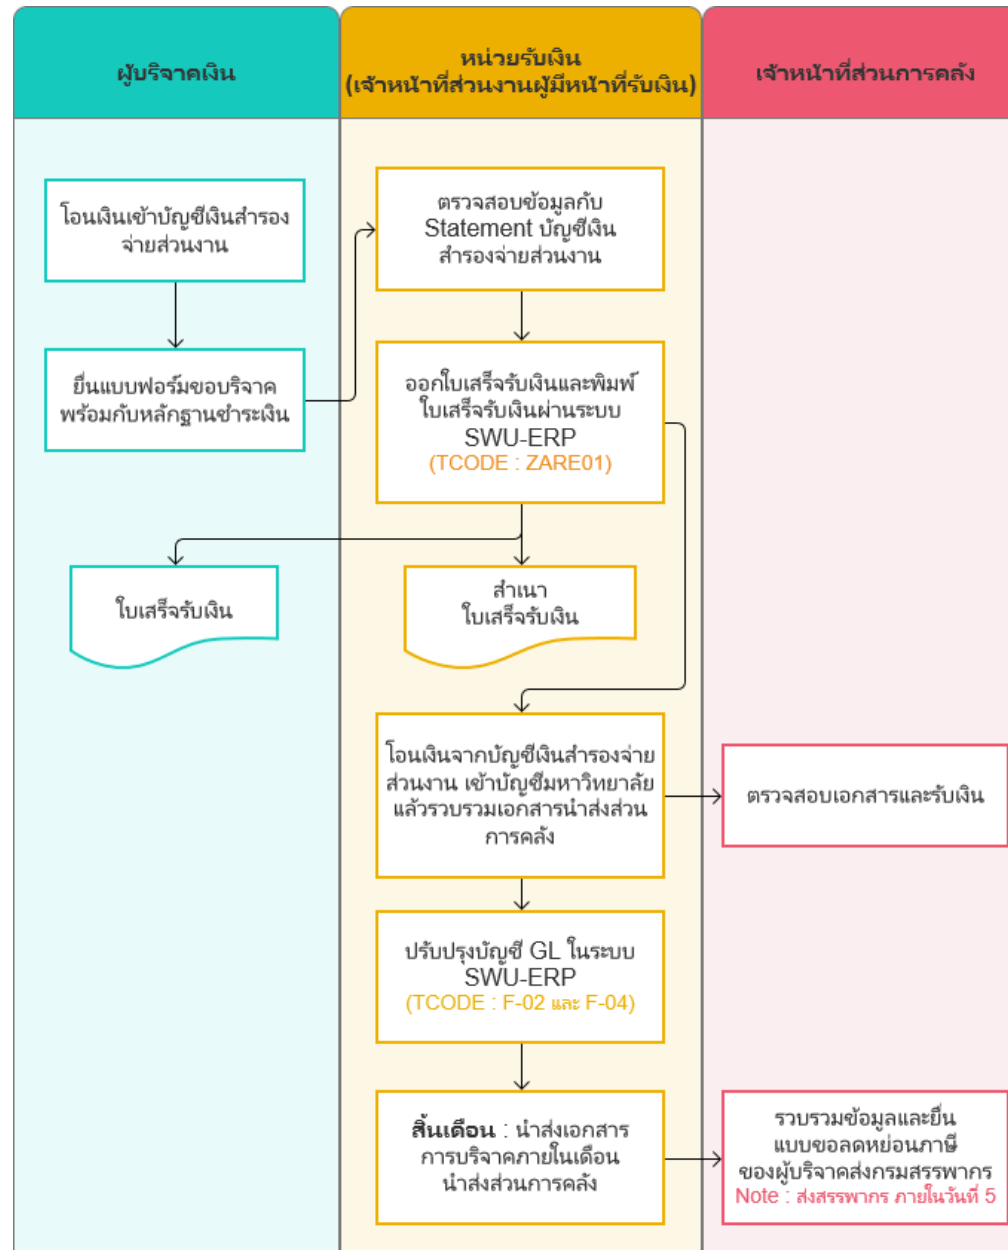 ผู้บริจาคเงิน
หน่วยรับเงิน
(เจ้าหน้าที่ส่วนงานผู้มีหน้าที่รับเงิน)
เจ้าหน้าที่ส่วนการคลัง
โอนเงินเข้าบัญชีเงินสำรอง
จ่ายส่วนงาน
ยื่นแบบฟอร์มขอบริจาค
พร้อมกับหลักฐานชำระเงิน
ตรวจสอบข้อมูลกับ
Statement บัญชีเงิน
สำรองจ่ายส่วนงาน
ออกใบเสร็จรับเงินและพิมพ์
ใบเสร็จรับเงินผ่านระบบ
SWU-ERP
(TCODE : ZARE01)
ใบเสร็จรับเงิน
สำเนา
ใบเสร็จรับเงิน
โอนเงินจากบัญชีเงินสำรองจ่าย
ส่วนงาน เข้าบัญชีมหาวิทยาลัย
แล้วรวบรวมเอกสารนำส่งส่วน
การคลัง
ตรวจสอบเอกสารและรับเงิน
ปรับปรุงบัญชี GL ในระบบ
SWU-ERP
(TCODE : F-02 และ F-04)
สิ้นเดือน : นำส่งเอกสาร
การบริจาคภายในเดือน
นำส่งส่วนการคลัง
รวบรวมข้อมูลและยื่น
แบบขอลดหย่อนภาษี
ของผู้บริจาคส่งกรมสรรพากร
Note : ส่งสรรพากร ภายในวันที่ 5